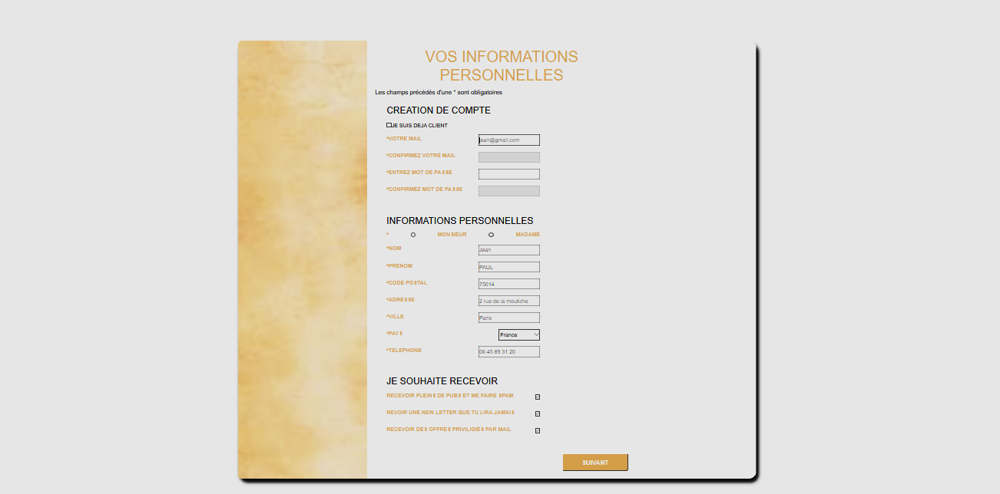 VOS INFORMATIONS
PERSONNELLES
Les champs précédés d'une * sont obligatoires
CREATION DE COMPTE
JE SUIS DEJA CLIENT
*VOTRE MAIL jean@gmail.com
*CONFIRMEZ VOTRE MAIL
*ENTREZ MOT DE PASSE
*CONFIRMEZ MOT DE PASSE
INFORMATIONS PERSONNELLES
* MONSIEUR MADAME
*NOM Jean
*PRENOM PAUL
*CODE POSTAL 75014
*ADRESSE 2 rue de la moufiche
*VILLE Paris
*PAYS France
*TELEPHONE 06 45 89 31 20
JE SOUHAITE RECEVOIR
RECEVOIR PLEINS DE PUBS ET ME FAIRE SPAM
REVOIR UNE NEW LETTER QUE TU LIRA JAMAIS
RECEVOIR DES OFFRES PRIVILIGIÉS PAR MAIL
SUIVANT